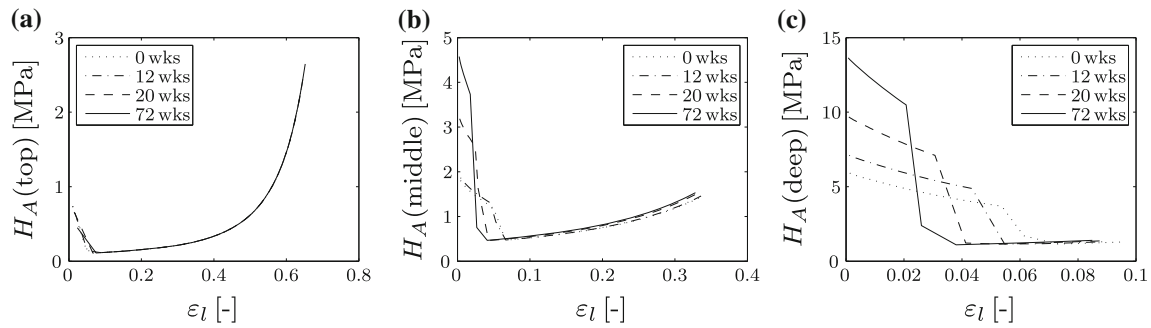 (a)
H_A(top) [MPa]
3
2
1
0
0 wks
12 wks
20 wks
72 wks
0 0.2 0.4 0.6 0.8
ε_l [-]
(b)
H_A(middle) [MPa]
5
4
3
2
1
0
0 wks
12 wks
20 wks
72 wks
0 0.1 0.2 0.3 0.4
ε_l [-]
(c)
H_A(deep) [MPa]
15
10
5
0
0 wks
12 wks
20 wks
72 wks
0 0.02 0.04 0.06 0.08 0.1
ε_l [-]